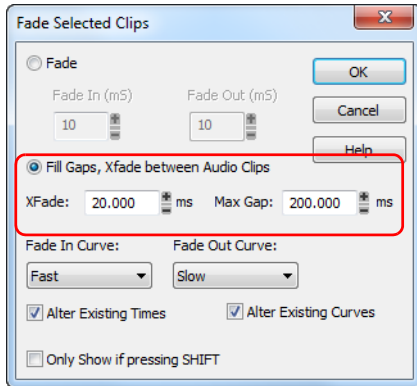 Fade Selected Clips
Fade
OK
Fade In (mS) Fade Out (mS)
10 10
Cancel
Help
Fill Gaps, Xfade between Audio Clips
XFade: 20.000 ms Max Gap: 200.000 ms
Fade In Curve: Fade Out Curve:
Fast Slow
Alter Existing Times Alter Existing Curves
Only Show if pressing SHIFT